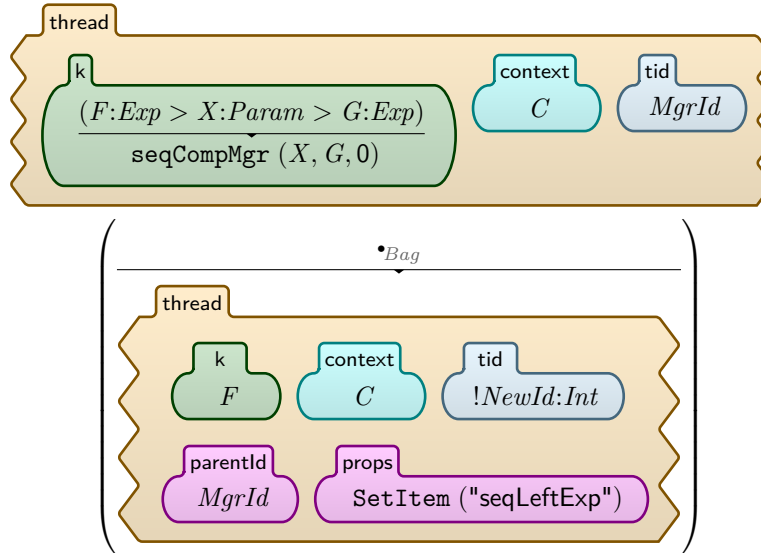 thread
k context tid
(F:Exp > X:Param > G:Exp) C MgrId
seqCompMgr (X, G, 0)
•Bag
thread
k context tid
F C !NewId:Int
parentId props
MgrId SetItem ("seqLeftExp")